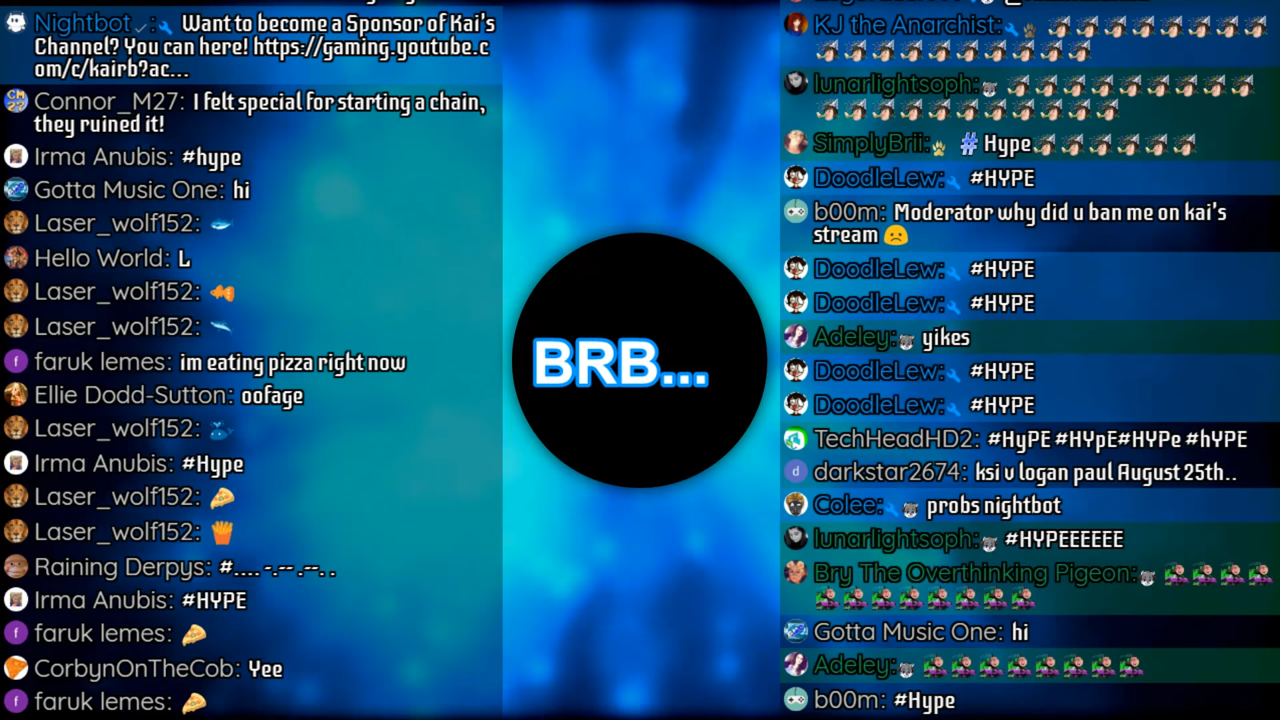 Nightbot ✓: Want to become a Sponsor of Kai's
Channel? You can here! https://gaming.youtube.c
om/c/kairb?ac...
Connor_M27: I felt special for starting a chain,
they ruined it!
Irma Anubis: #hype
Gotta Music One: hi
Laser_wolf152: 🐟
Hello World: L
Laser_wolf152: 🐠
Laser_wolf152: 🐬
faruk lemes: im eating pizza right now
Ellie Dodd-Sutton: oofage
Laser_wolf152: 🐳
Irma Anubis: #Hype
Laser_wolf152: 🍕
Laser_wolf152: 🍟
Raining Derpys: #.... -.-- .--. .
Irma Anubis: #HYPE
faruk lemes: 🍕
CorbynOnTheCob: Yee
faruk lemes: 🍕
BRB...
KJ the Anarchist:
lunarlightsoph:
SimplyBrii: # Hype
DoodleLew: #HYPE
b00m: Moderator why did u ban me on kai's
stream ☹️
DoodleLew: #HYPE
DoodleLew: #HYPE
Adeley: yikes
DoodleLew: #HYPE
DoodleLew: #HYPE
TechHeadHD2: #HyPE #HYpE#HYPe #hYPE
darkstar2674: ksi v logan paul August 25th..
Colee: probs nightbot
lunarlightsoph: #HYPEEEEEE
Bry The Overthinking Pigeon:
Gotta Music One: hi
Adeley:
b00m: #Hype